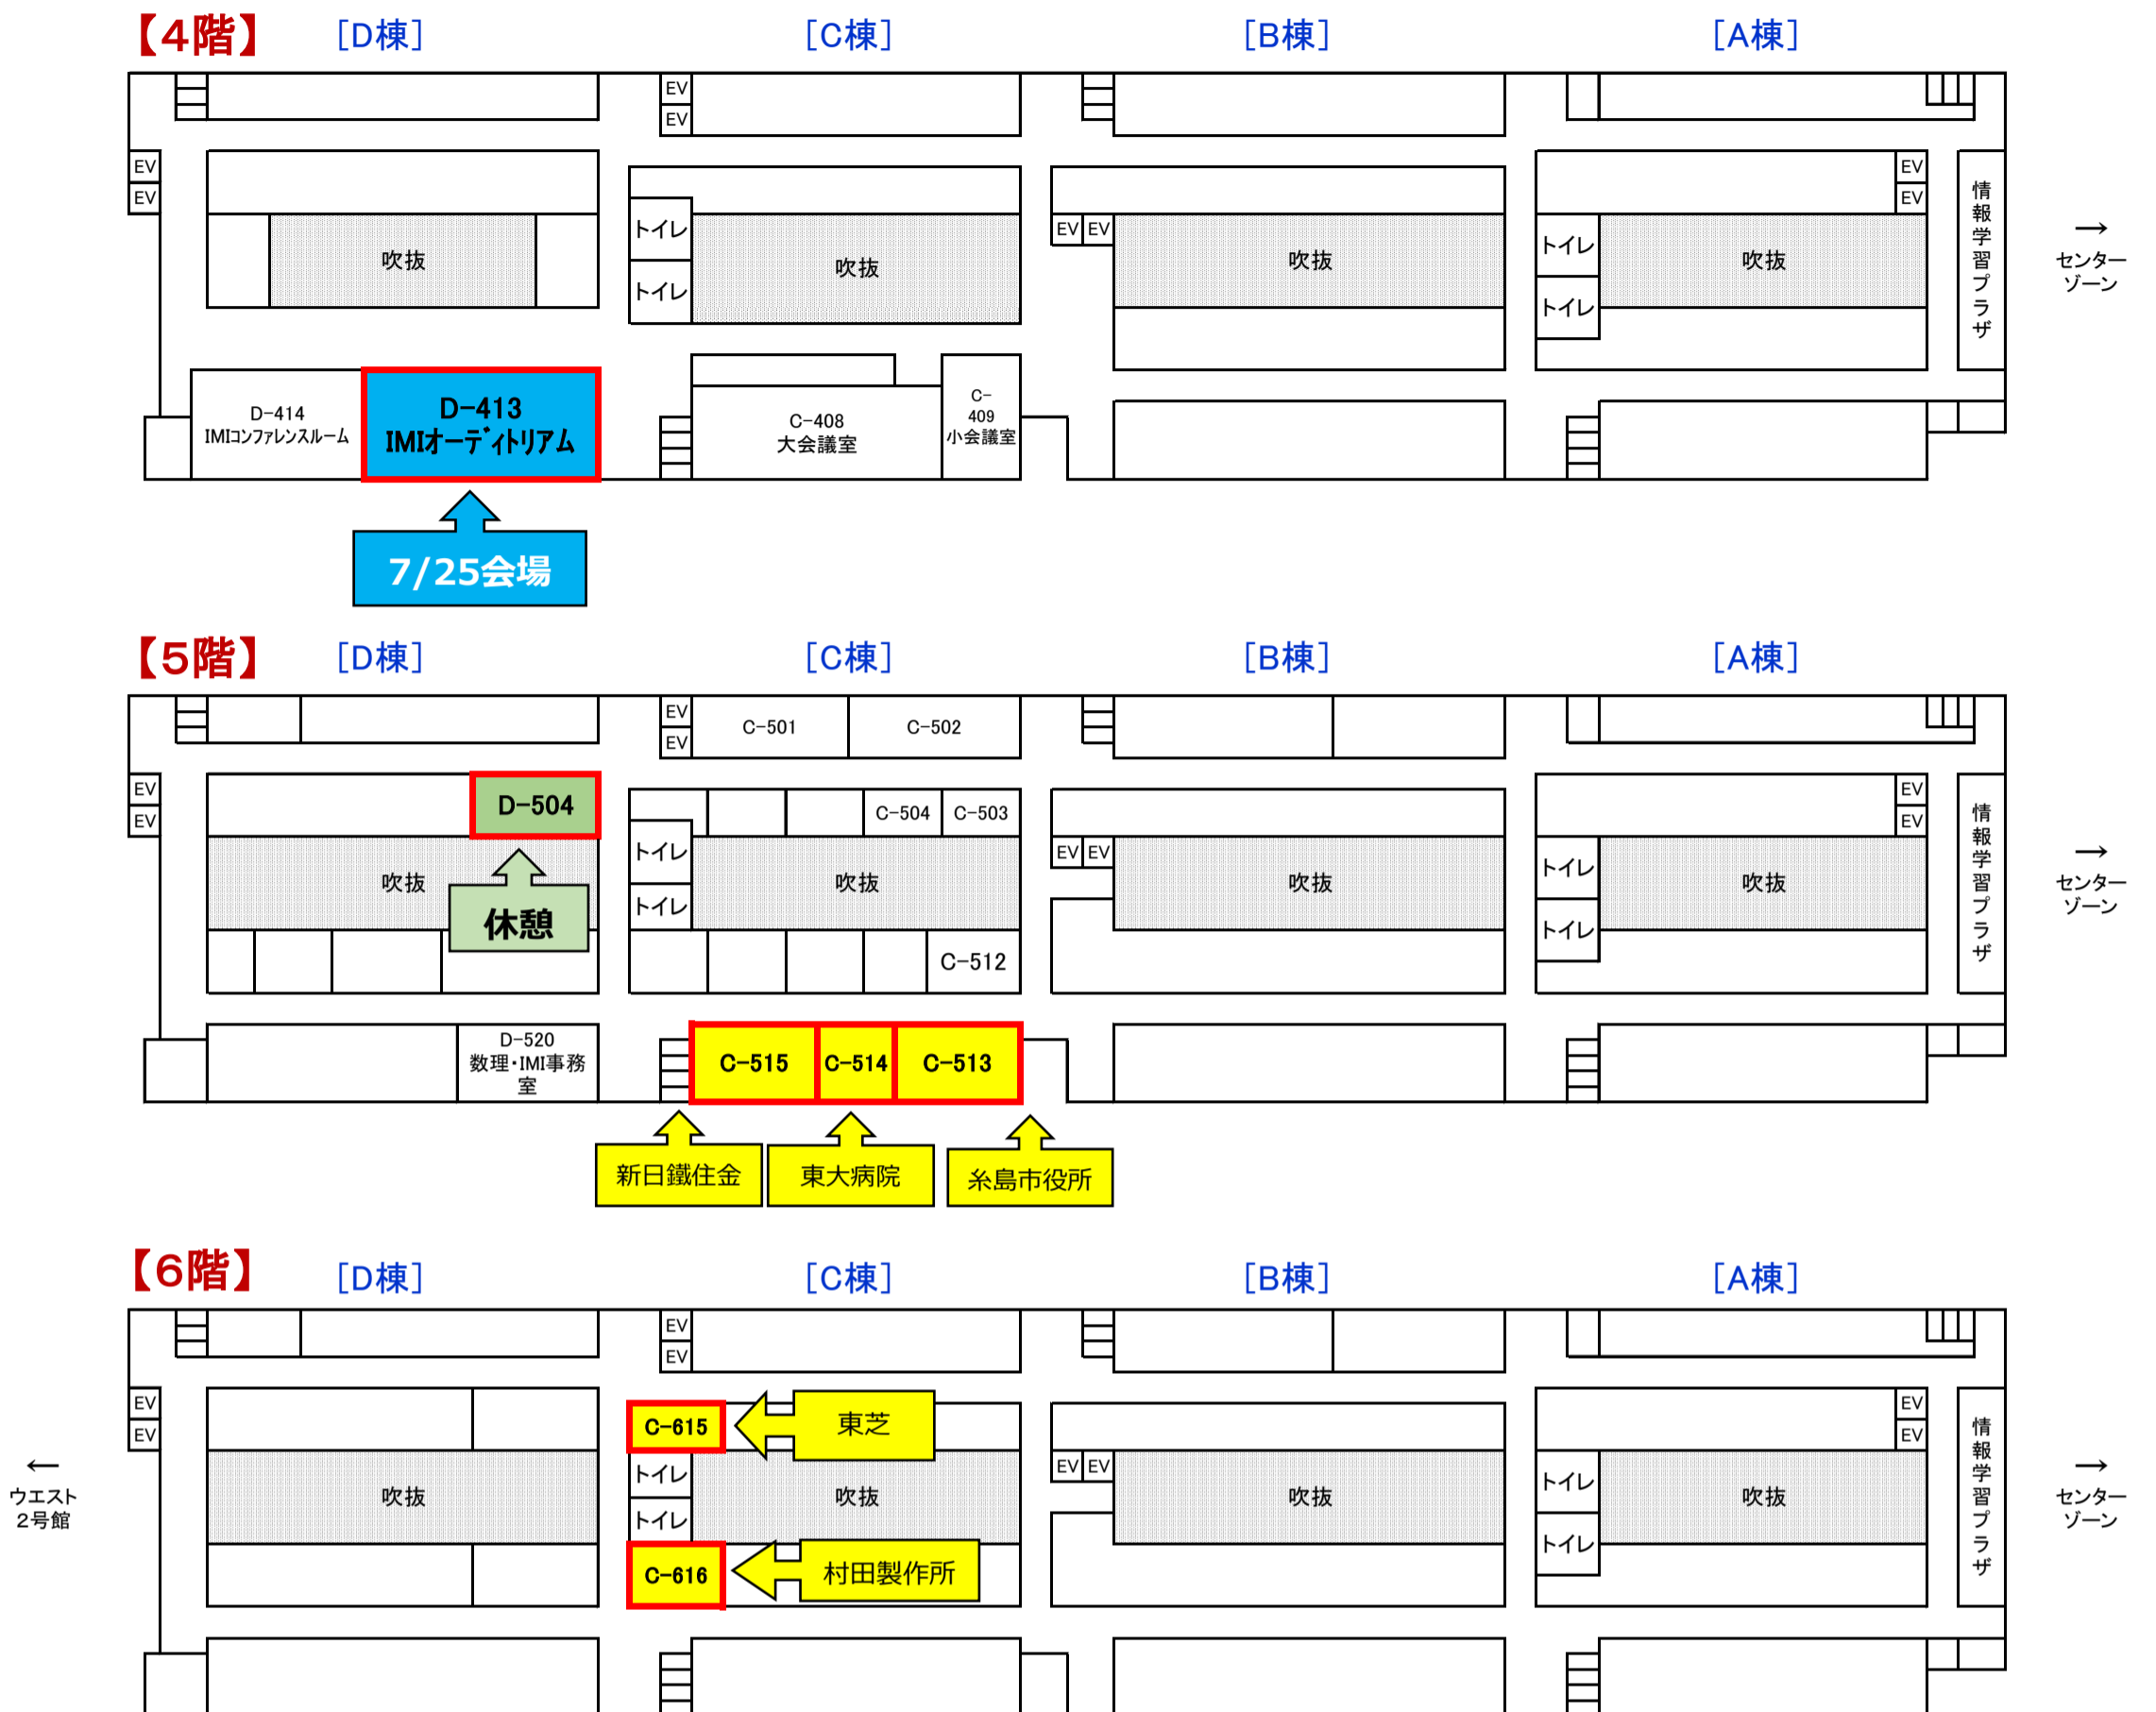 【4階】
［D棟］
［C棟］
［B棟］
［A棟］
EV
EV
EV
EV
EV
EV
トイレ
トイレ
EV EV
トイレ
トイレ
吹抜
吹抜
吹抜
吹抜
情報学習プラザ
→
センター
ゾーン
D-414
IMIコンファレンスルーム
D-413
IMIオーディトリアム
C-408
大会議室
C-
409
小会議室
7/25会場
【5階】
［D棟］
［C棟］
［B棟］
［A棟］
EV
EV
C-501
C-502
EV
EV
D-504
C-504
C-503
EV
EV
トイレ
トイレ
EV EV
トイレ
トイレ
吹抜
吹抜
吹抜
吹抜
情報学習プラザ
→
センター
ゾーン
休憩
C-512
D-520
数理・IMI事務
室
C-515
C-514
C-513
新日鐵住金
東大病院
糸島市役所
【6階】
［D棟］
［C棟］
［B棟］
［A棟］
EV
EV
EV
EV
C-615
東芝
EV
EV
トイレ
トイレ
EV EV
トイレ
トイレ
吹抜
吹抜
吹抜
吹抜
情報学習プラザ
←
ウエスト
2号館
→
センター
ゾーン
C-616
村田製作所